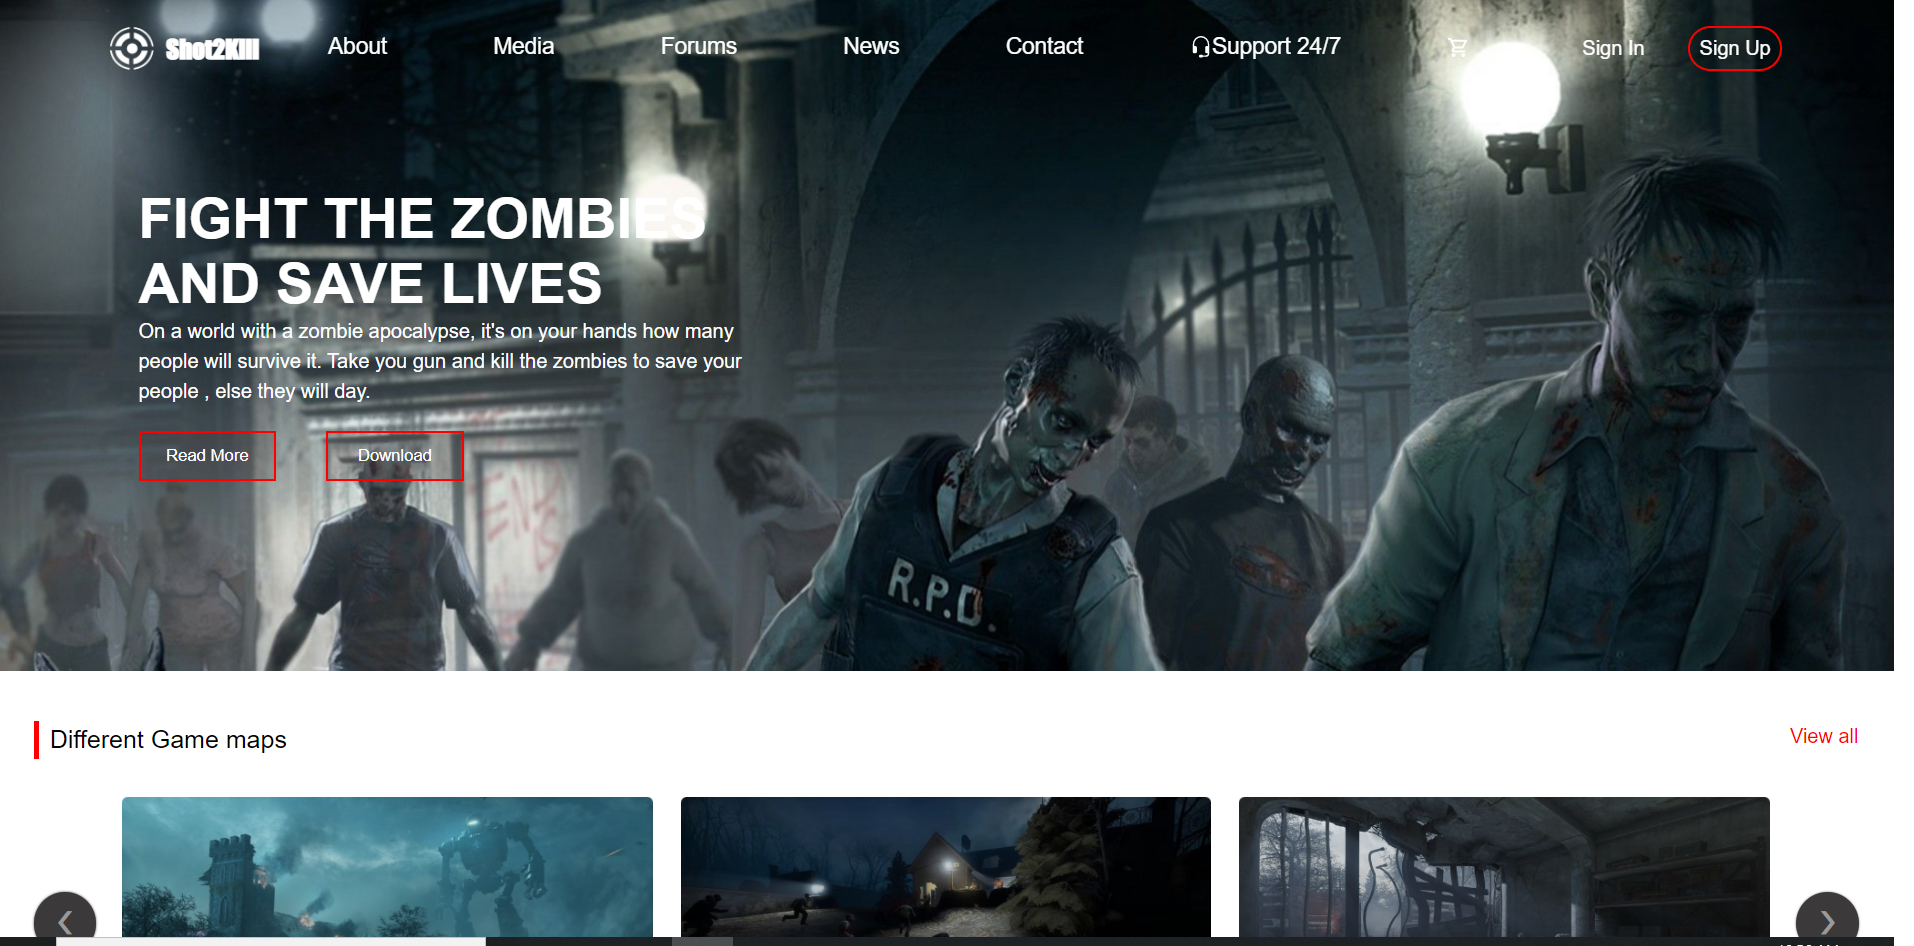 Shot2Kill About Media Forums News Contact Support 24/7 Sign In Sign Up
FIGHT THE ZOMBIES
AND SAVE LIVES
On a world with a zombie apocalypse, it's on your hands how many
people will survive it. Take you gun and kill the zombies to save your
people , else they will day.
Read More Download
R.P.D.
Different Game maps View all